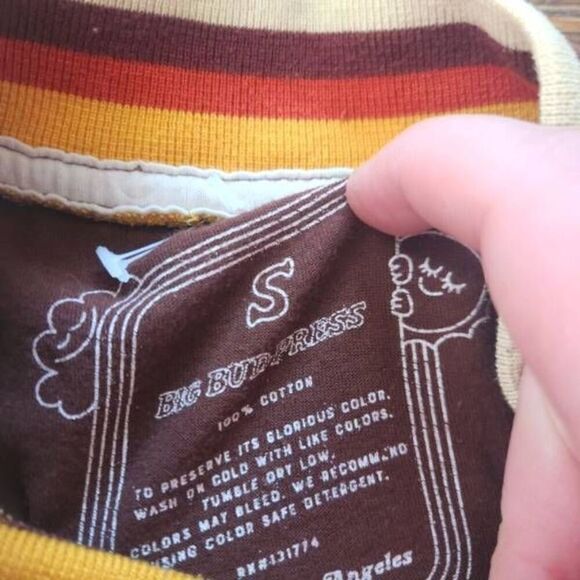 S
BIG BUD PRESS
100% COTTON
TO PRESERVE ITS GLORIOUS COLOR,
WASH ON COLD WITH LIKE COLORS.
TUMBLE DRY LOW.
COLORS MAY BLEED. WE RECOMMEND
USING COLOR SAFE DETERGENT.
RN#131774
Angeles